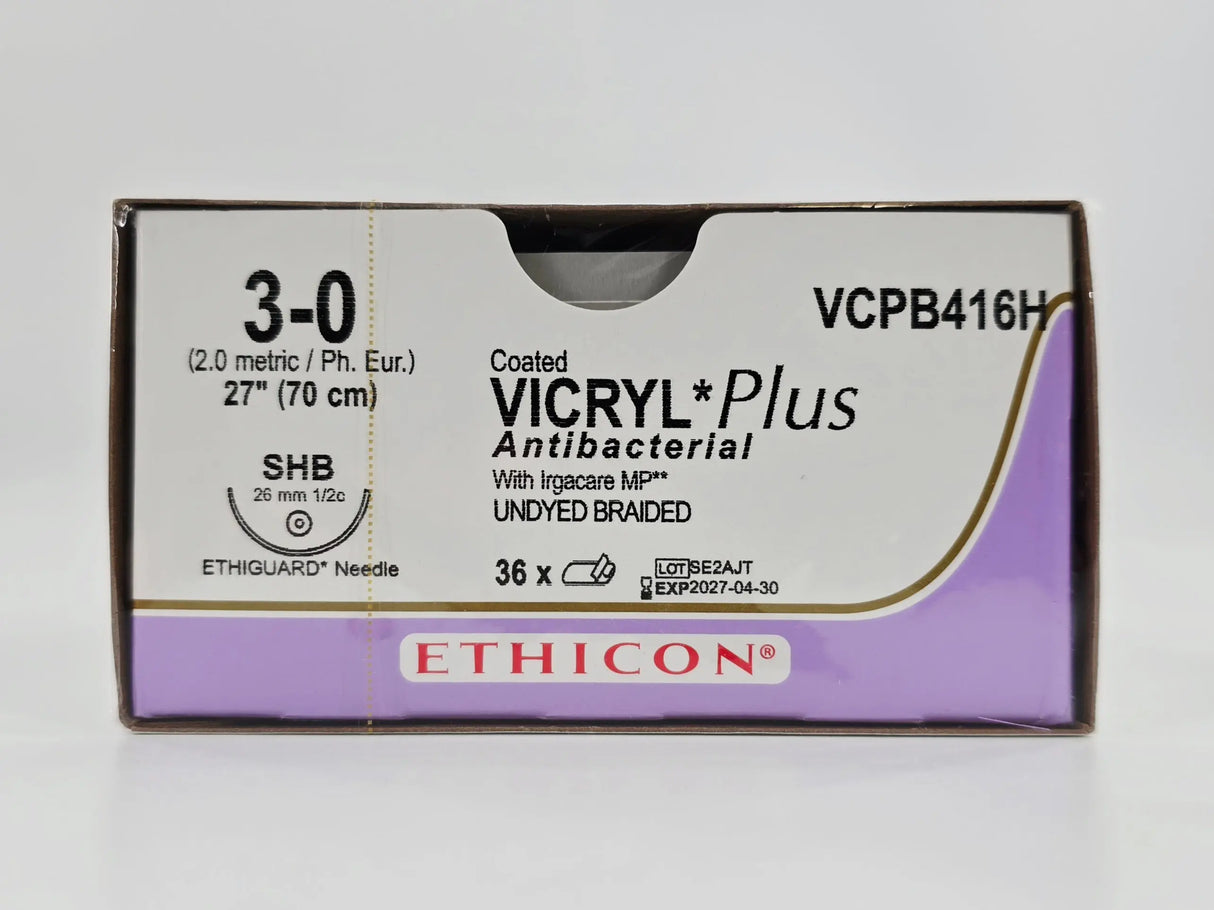 3-0
(2.0 metric / Ph. Eur.)
27" (70 cm)
SHB
26 mm 1/2c
ETHIGUARD* Needle
VCPB416H
Coated
VICRYL* Plus
Antibacterial
With Irgacare MP**
UNDYED BRAIDED
36 x
LOT SE2AJT
EXP 2027-04-30
ETHICON®